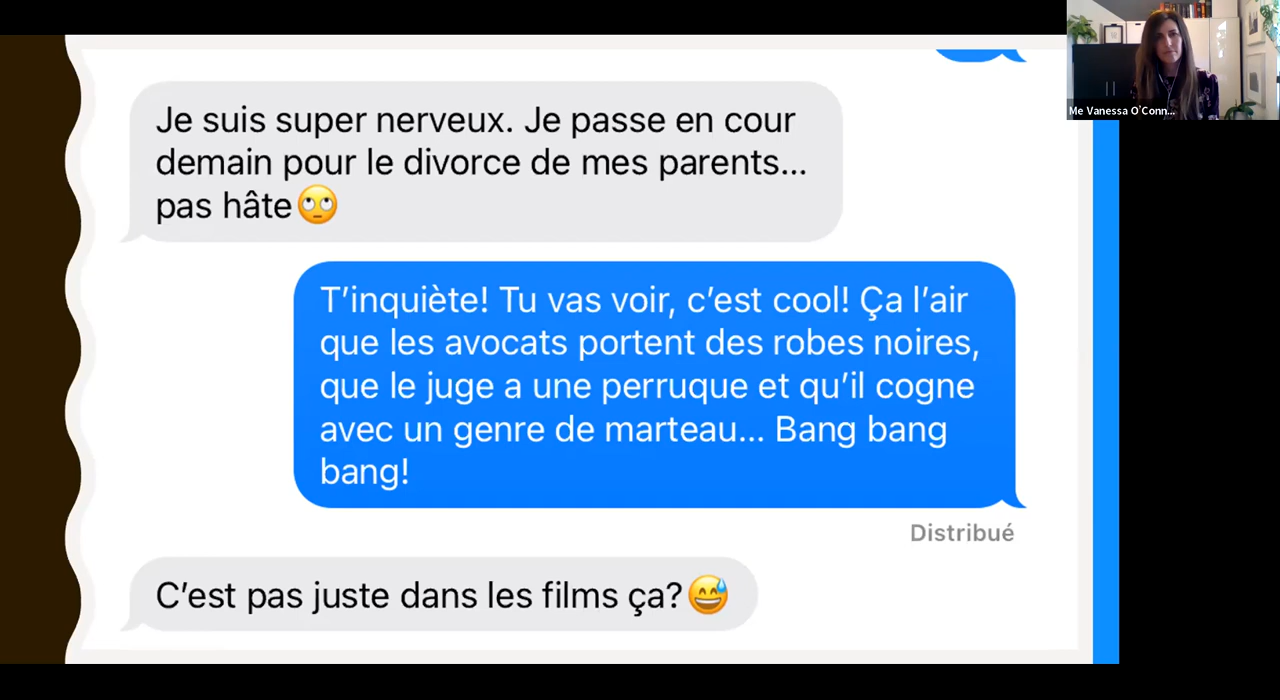 Me Vanessa O'Conn...
Je suis super nerveux. Je passe en cour
demain pour le divorce de mes parents...
pas hâte🙄
T’inquiète! Tu vas voir, c’est cool! Ça l’air
que les avocats portent des robes noires,
que le juge a une perruque et qu’il cogne
avec un genre de marteau... Bang bang
bang!
Distribué
C’est pas juste dans les films ça?😅